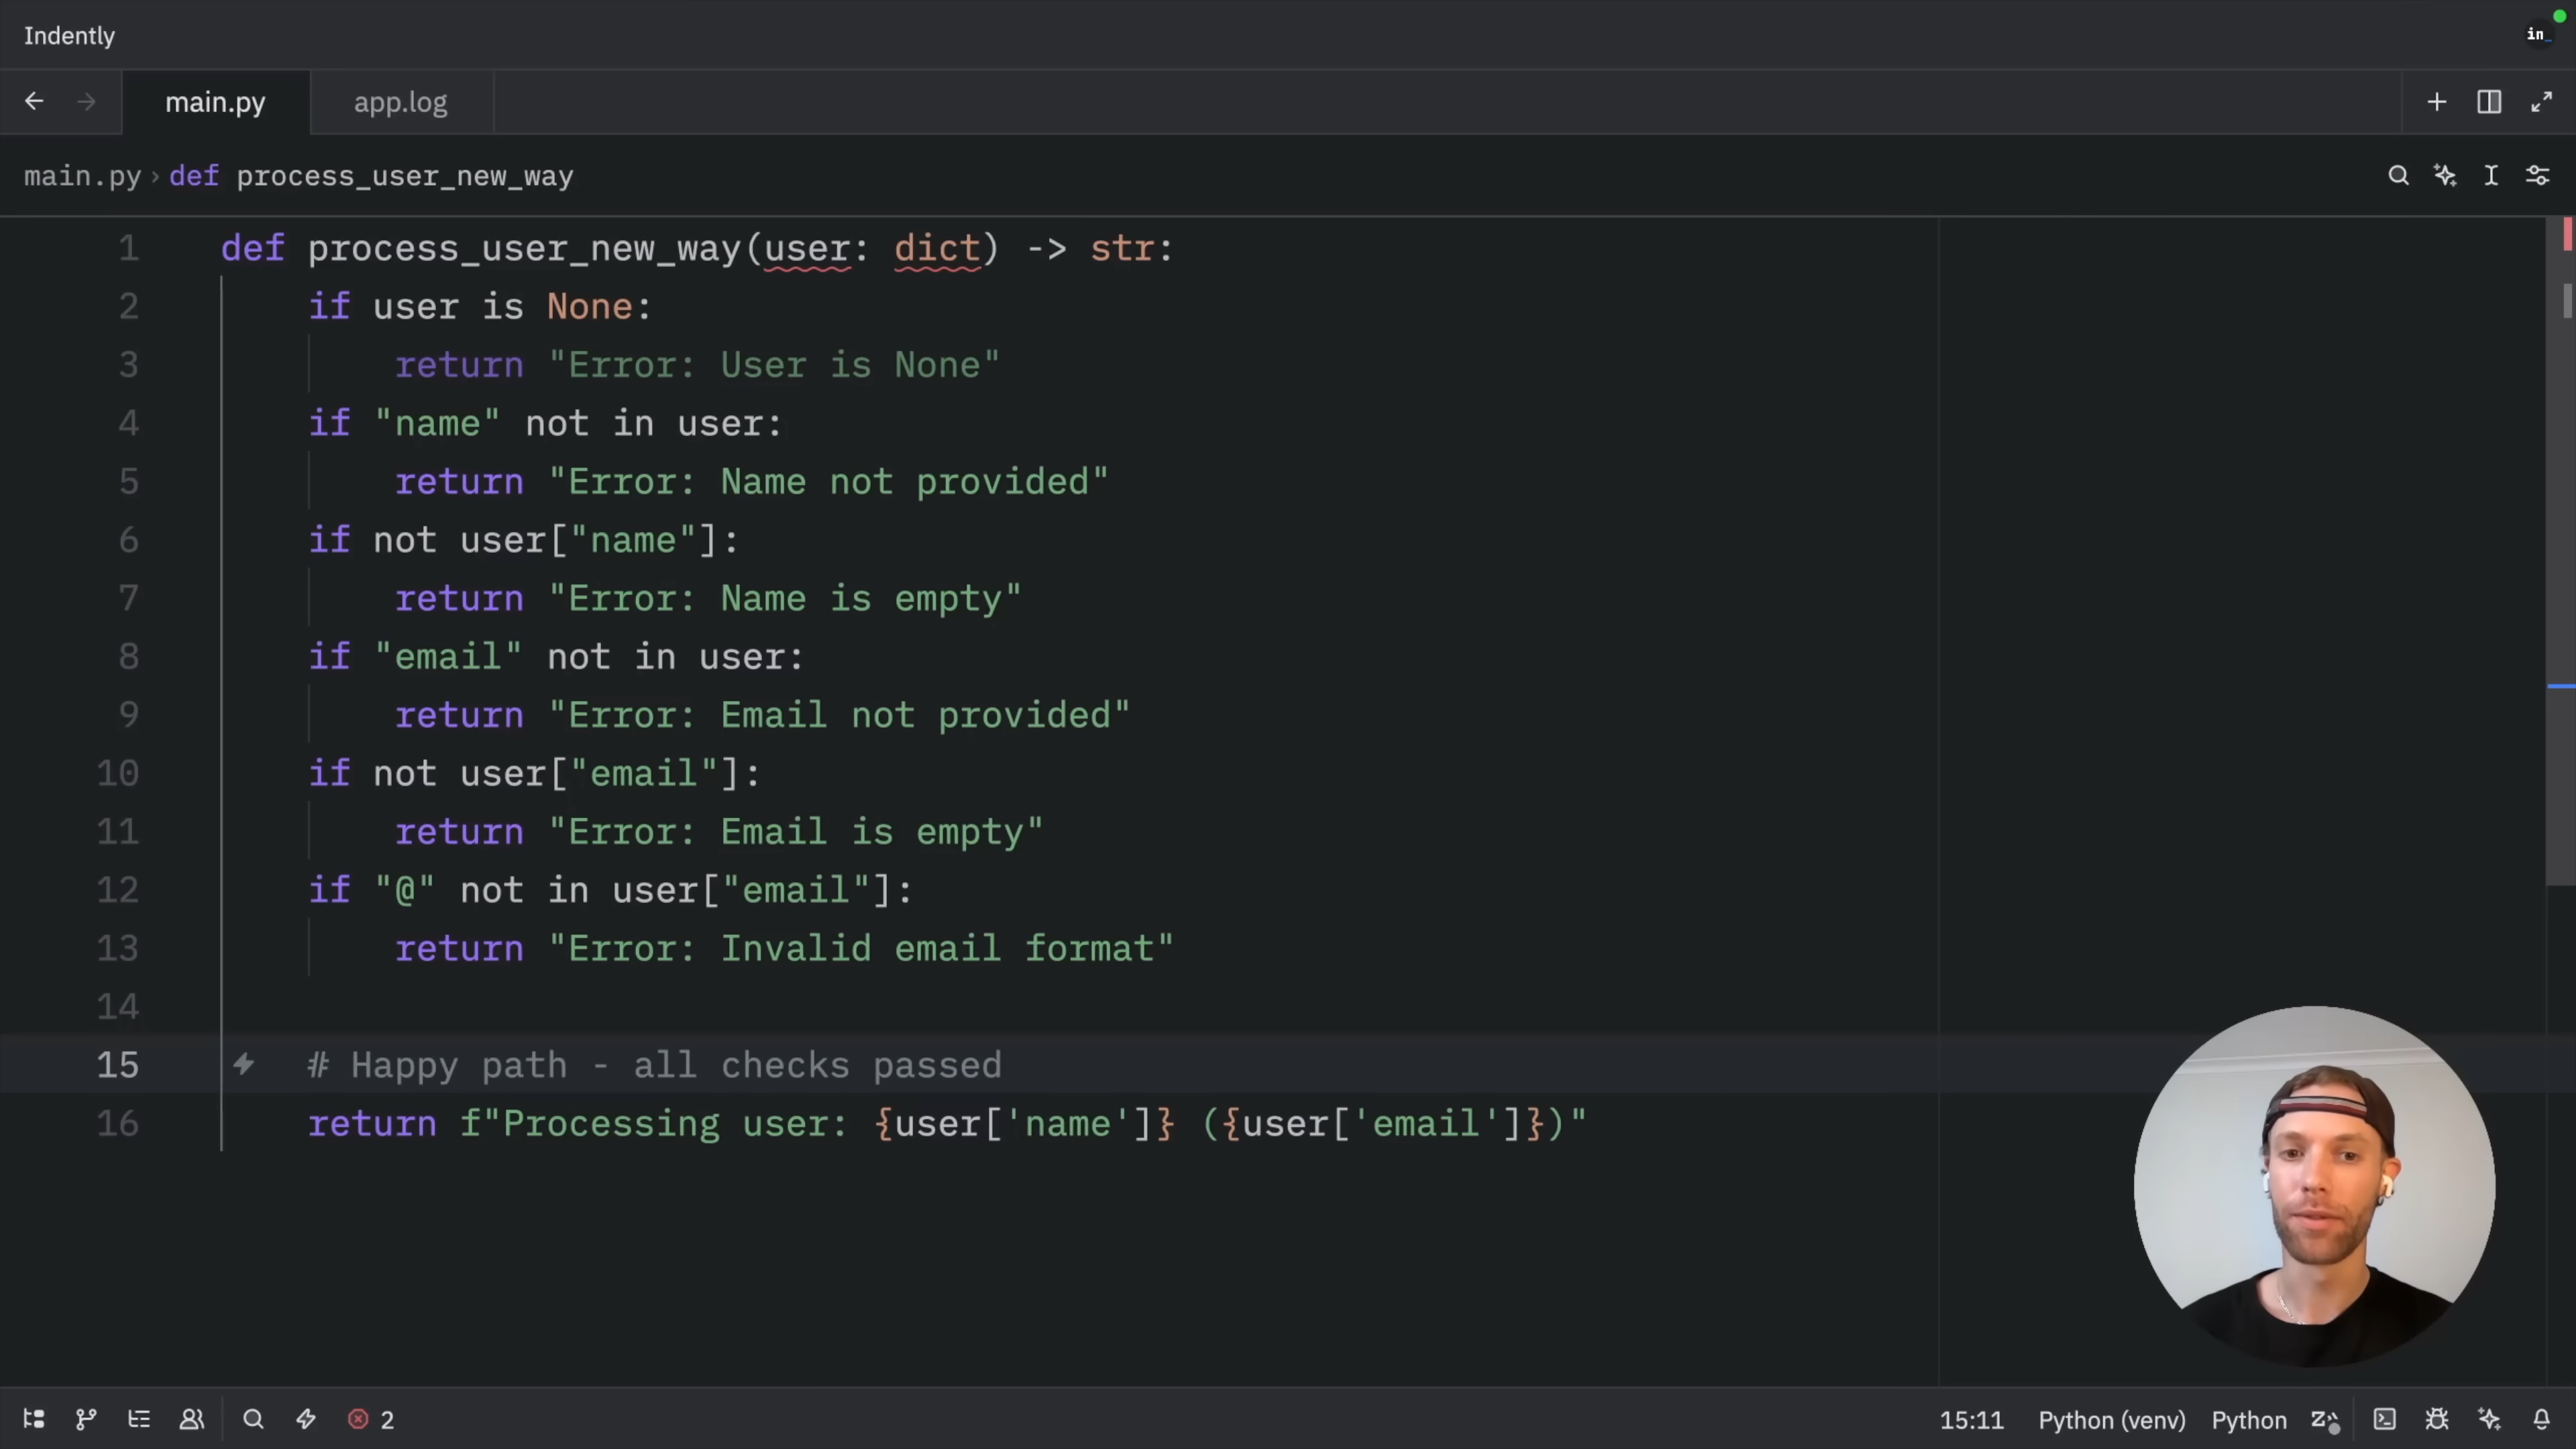 Indently
in_
main.py
app.log
main.py › def process_user_new_way
1 def process_user_new_way(user: dict) -> str:
2     if user is None:
3         return "Error: User is None"
4     if "name" not in user:
5         return "Error: Name not provided"
6     if not user["name"]:
7         return "Error: Name is empty"
8     if "email" not in user:
9         return "Error: Email not provided"
10     if not user["email"]:
11         return "Error: Email is empty"
12     if "@" not in user["email"]:
13         return "Error: Invalid email format"
14
15     # Happy path - all checks passed
16     return f"Processing user: {user['name']} ({user['email']})"
2 15:11 Python (venv) Python